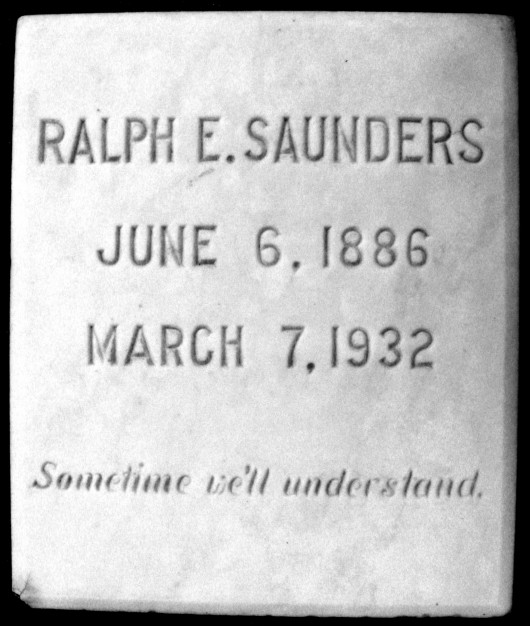 RALPH E. SAUNDERS
JUNE 6, 1886
MARCH 7, 1932
Sometime we'll understand.